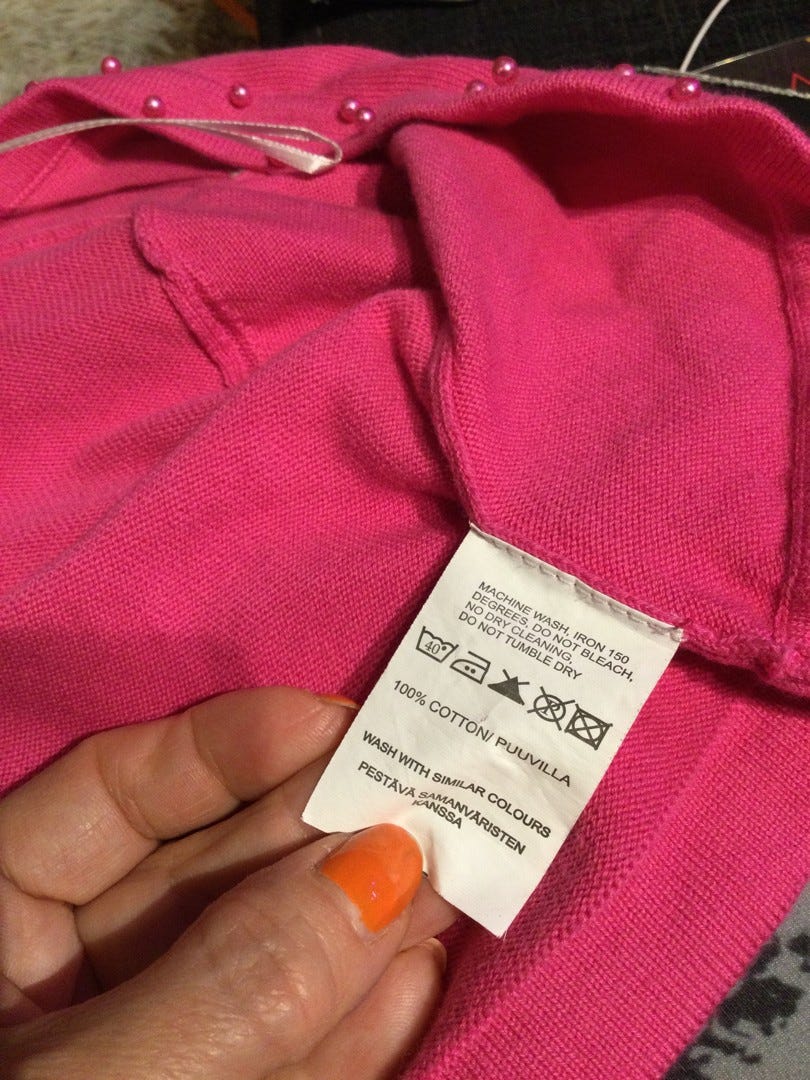 MACHINE WASH, IRON 150
DEGREES, DO NOT BLEACH,
NO DRY CLEANING,
DO NOT TUMBLE DRY
40°
100% COTTON/ PUUVILLA
WASH WITH SIMILAR COLOURS
PESTÄVÄ SAMANVÄRISTEN
KANSSA